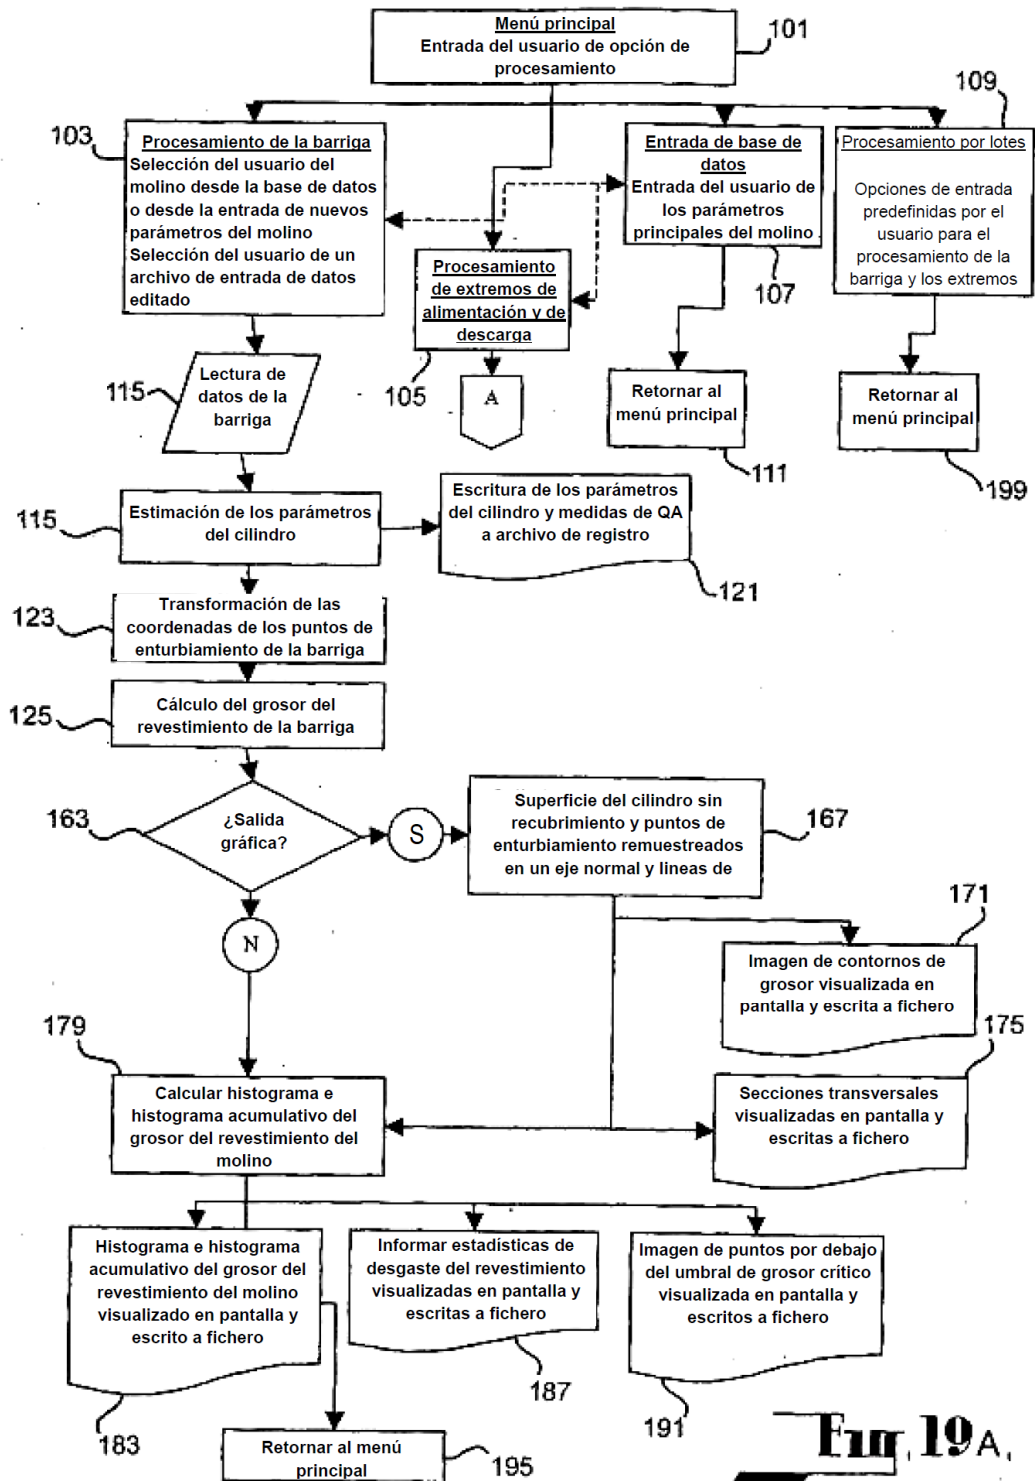 Menú principal
Entrada del usuario de opción de
procesamiento
101
109
103
Procesamiento de la barriga
Selección del usuario del
molino desde la base de datos
o desde la entrada de nuevos
parámetros del molino
Selección del usuario de un
archivo de entrada de datos
editado
Entrada de base de
datos
Entrada del usuario de
los parámetros
principales del molino
107
Procesamiento por lotes
Opciones de entrada
predefinidas por el
usuario para el
procesamiento de la
barriga y los extremos
Procesamiento
de extremos de
alimentación y de
descarga
105
A
115
Lectura de
datos de la
barriga
Retornar al
menú principal
111
Retornar al
menú principal
199
115
Estimación de los parámetros
del cilindro
Escritura de los parámetros
del cilindro y medidas de QA
a archivo de registro
121
123
Transformación de las
coordenadas de los puntos de
enturbiamiento de la barriga
125
Cálculo del grosor del
revestimiento de la barriga
163
¿Salida
gráfica?
S
Superficie del cilindro sin
recubrimiento y puntos de
enturbiamiento remuestreados
en un eje normal y lineas de
167
N
171
Imagen de contornos de
grosor visualizada en
pantalla y escrita a fichero
179
175
Calcular histograma e
histograma acumulativo del
grosor del revestimiento del
molino
Secciones transversales
visualizadas en pantalla y
escritas a fichero
Histograma e histograma
acumulativo del grosor del
revestimiento del molino
visualizado en pantalla y
escrito a fichero
183
Informar estadísticas de
desgaste del revestimiento
visualizadas en pantalla y
escritas a fichero
187
Imagen de puntos por debajo
del umbral de grosor crítico
visualizada en pantalla y
escritos a fichero
191
Retornar al menú
principal
195
Fig. 19A.